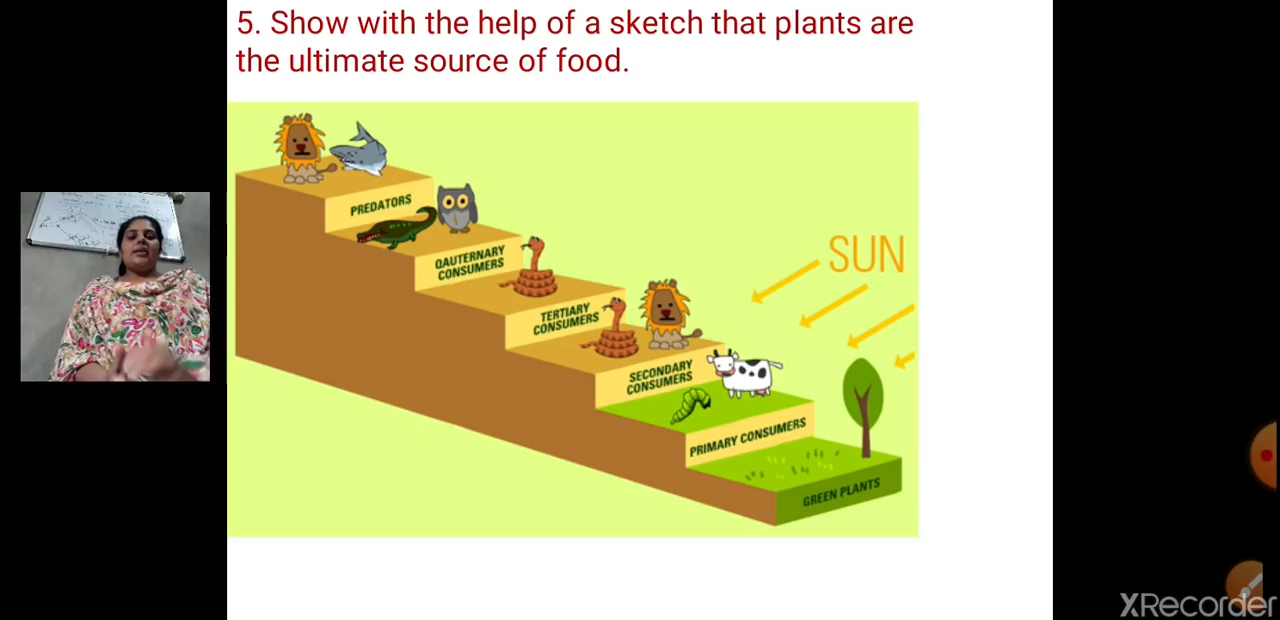 5. Show with the help of a sketch that plants are
the ultimate source of food.
PREDATORS
QAUTERNARY
CONSUMERS
TERTIARY
CONSUMERS
SECONDARY
CONSUMERS
PRIMARY CONSUMERS
GREEN PLANTS
SUN
XRecorder